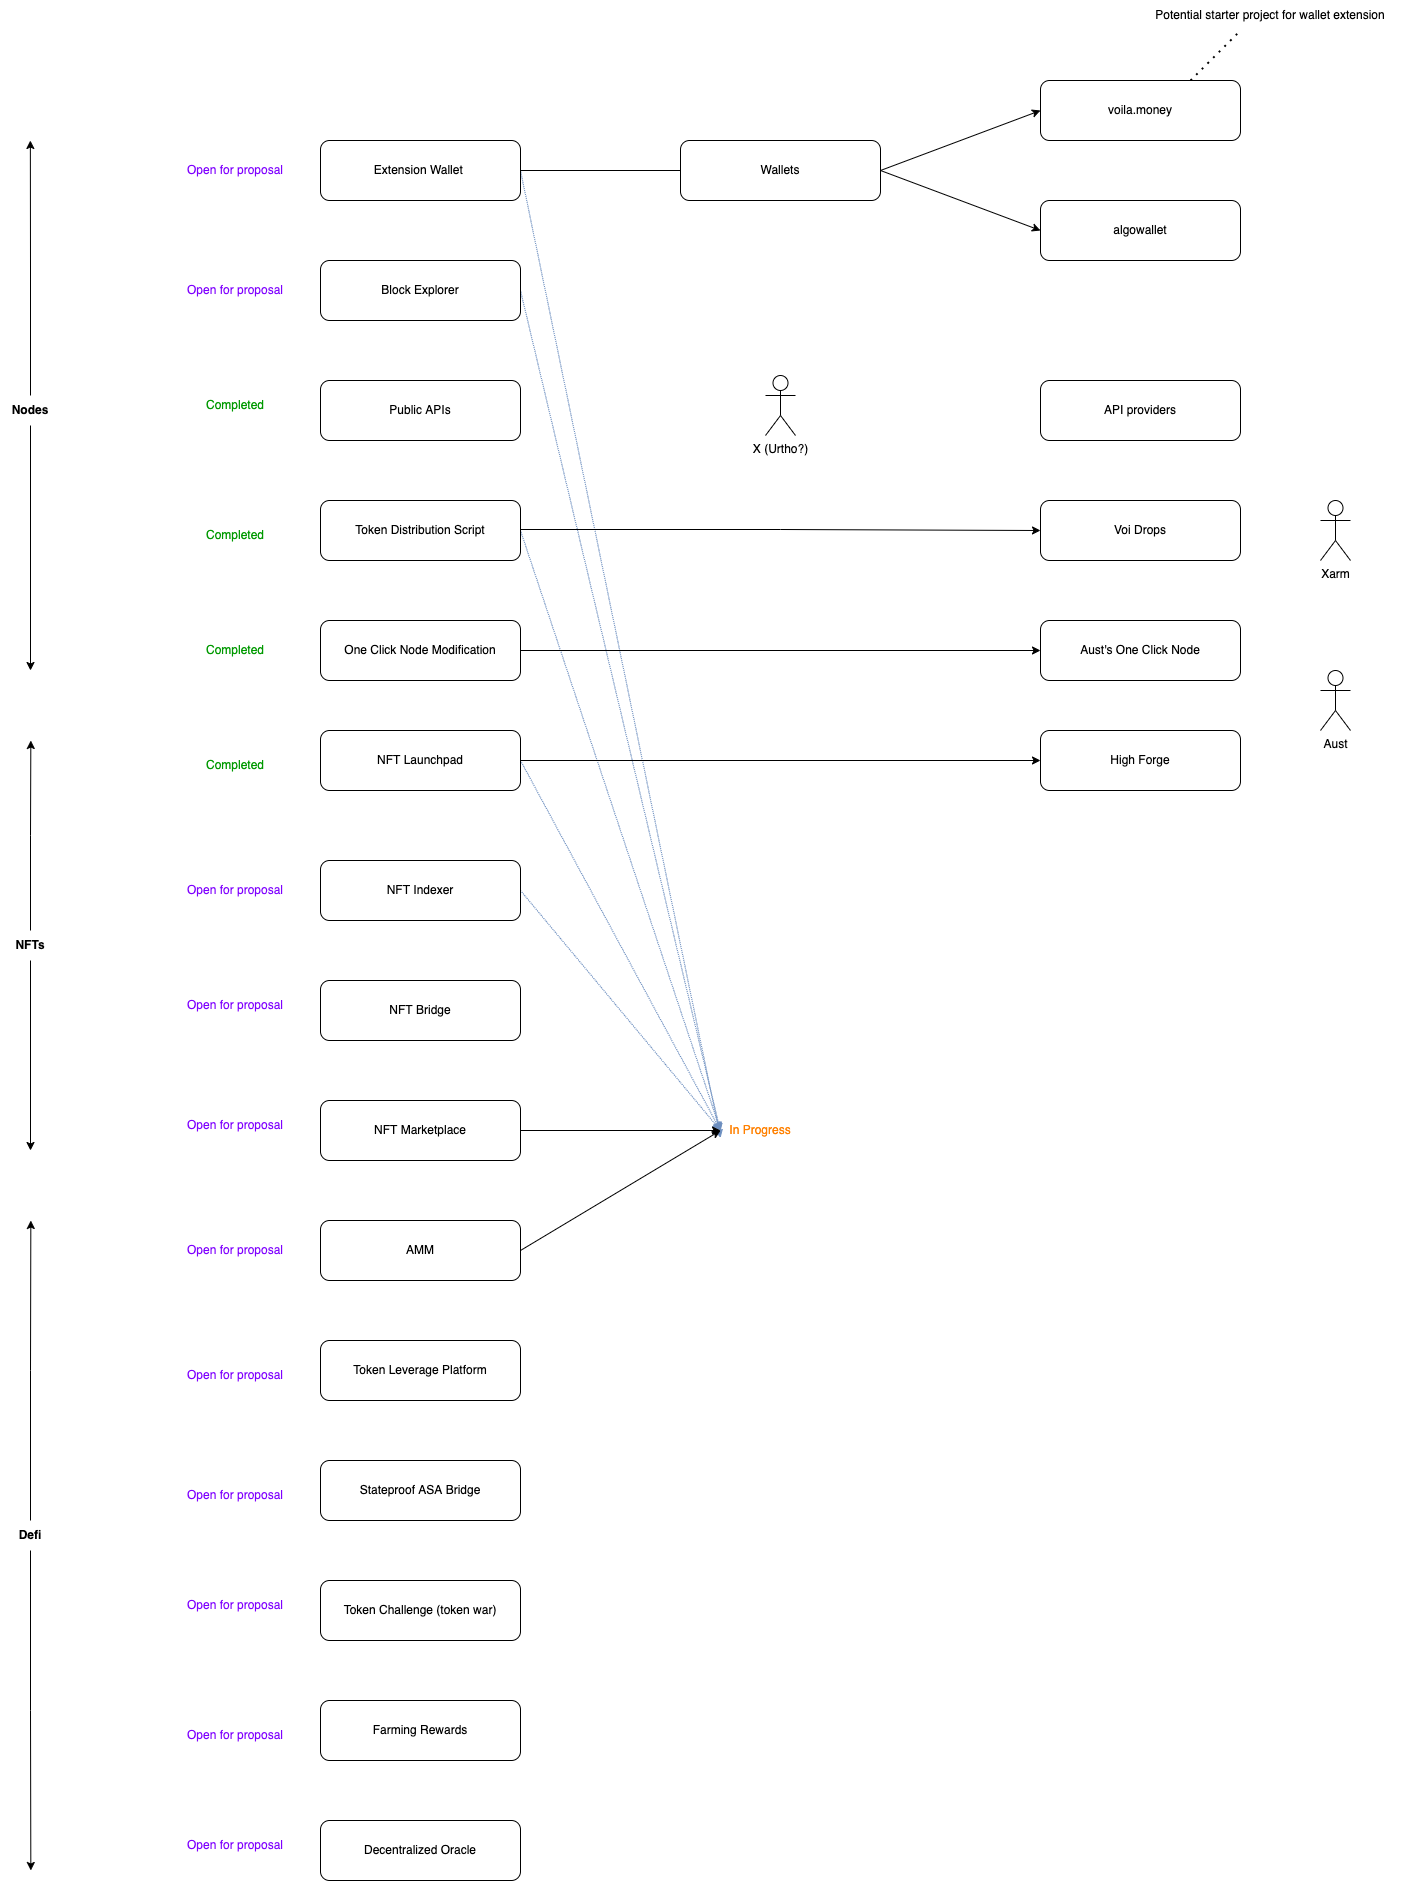 Potential starter project for wallet extension
voila.money
Open for proposal
Extension Wallet
Wallets
algowallet
Open for proposal
Block Explorer
Nodes
Completed
Public APIs
X (Urtho?)
API providers
Completed
Token Distribution Script
Voi Drops
Xarm
Completed
One Click Node Modification
Aust's One Click Node
Aust
Completed
NFT Launchpad
High Forge
Open for proposal
NFT Indexer
NFTs
Open for proposal
NFT Bridge
Open for proposal
NFT Marketplace
In Progress
Open for proposal
AMM
Open for proposal
Token Leverage Platform
Open for proposal
Stateproof ASA Bridge
Defi
Open for proposal
Token Challenge (token war)
Open for proposal
Farming Rewards
Open for proposal
Decentralized Oracle